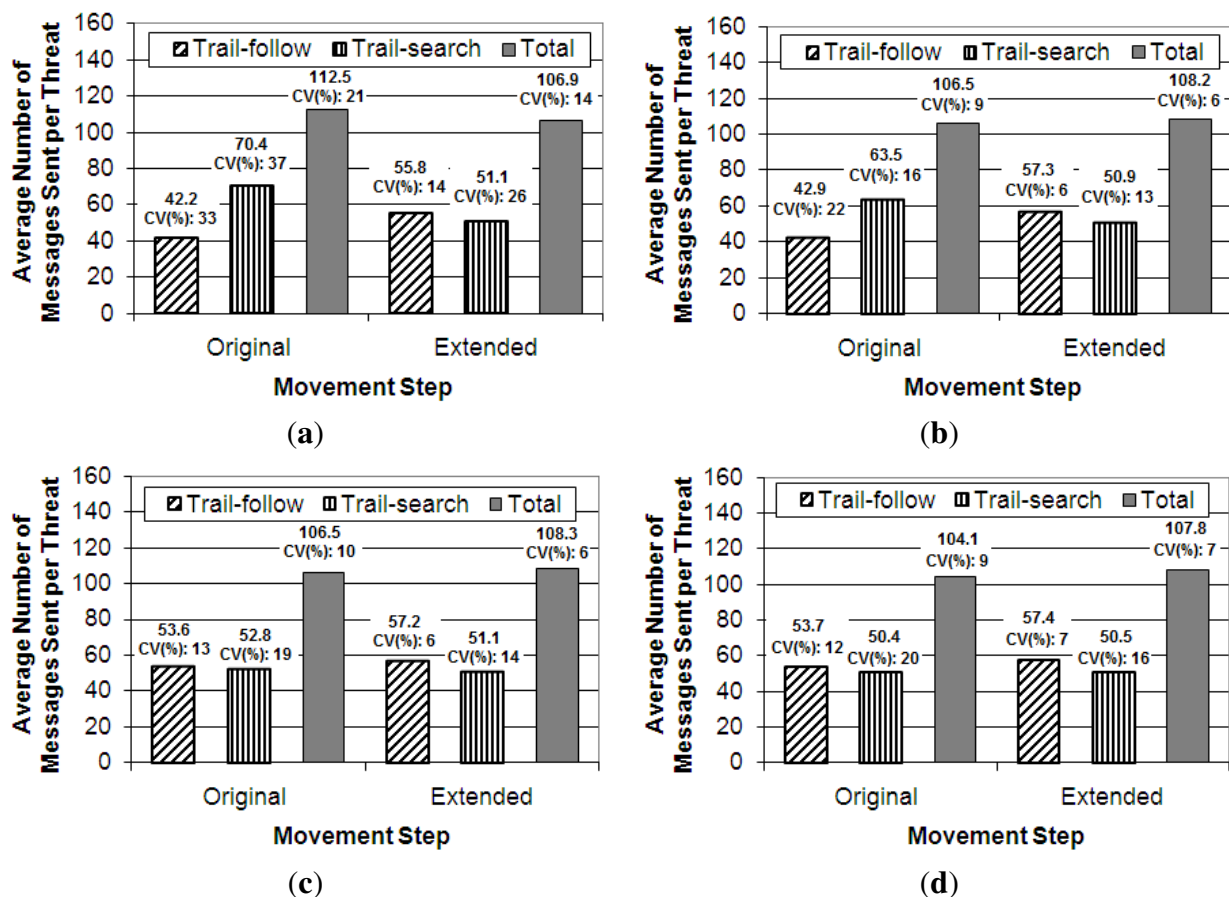 160
140
120
100
80
60
40
20
0
Average Number of
Messages Sent per Threat
Trail-follow Trail-search Total
42.2
CV(%): 33
70.4
CV(%): 37
112.5
CV(%): 21
55.8
CV(%): 14
51.1
CV(%): 26
106.9
CV(%): 14
Original Extended
Movement Step
(a)
160
140
120
100
80
60
40
20
0
Average Number of
Messages Sent per Threat
Trail-follow Trail-search Total
42.9
CV(%): 22
63.5
CV(%): 16
106.5
CV(%): 9
57.3
CV(%): 6
50.9
CV(%): 13
108.2
CV(%): 6
Original Extended
Movement Step
(b)
160
140
120
100
80
60
40
20
0
Average Number of
Messages Sent per Threat
Trail-follow Trail-search Total
53.6
CV(%): 13
52.8
CV(%): 19
106.5
CV(%): 10
57.2
CV(%): 6
51.1
CV(%): 14
108.3
CV(%): 6
Original Extended
Movement Step
(c)
160
140
120
100
80
60
40
20
0
Average Number of
Messages Sent per Threat
Trail-follow Trail-search Total
53.7
CV(%): 12
50.4
CV(%): 20
104.1
CV(%): 9
57.4
CV(%): 7
50.5
CV(%): 16
107.8
CV(%): 7
Original Extended
Movement Step
(d)